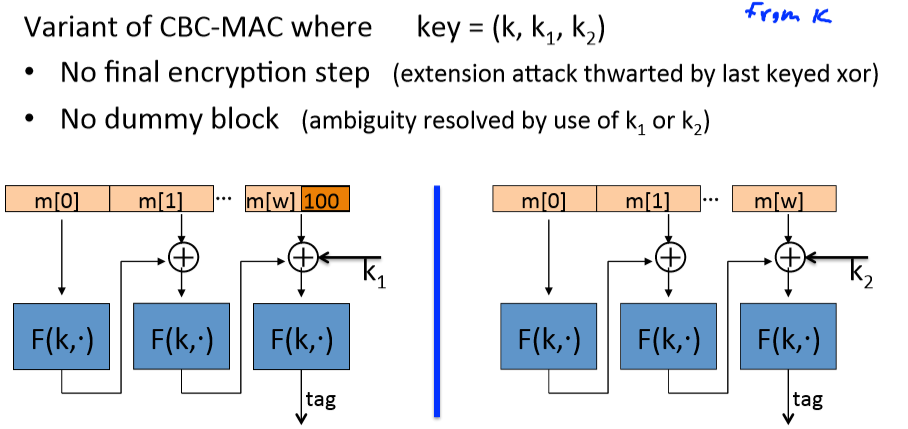 Variant of CBC-MAC where key = (k, k₁, k₂) from k
• No final encryption step (extension attack thwarted by last keyed xor)
• No dummy block (ambiguity resolved by use of k₁ or k₂)
m[0] m[1] ... m[w] 100
k₁
F(k,·) F(k,·) F(k,·)
tag
m[0] m[1] ... m[w]
k₂
F(k,·) F(k,·) F(k,·)
tag